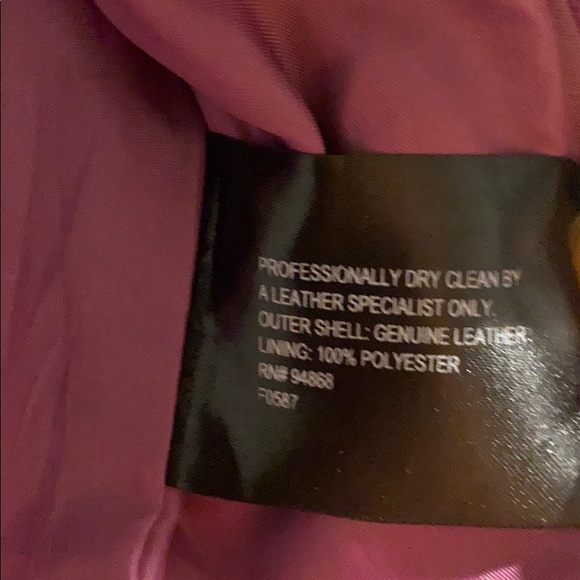 PROFESSIONALLY DRY CLEAN BY
A LEATHER SPECIALIST ONLY.
OUTER SHELL: GENUINE LEATHER
LINING: 100% POLYESTER
RN# 94868
F0587